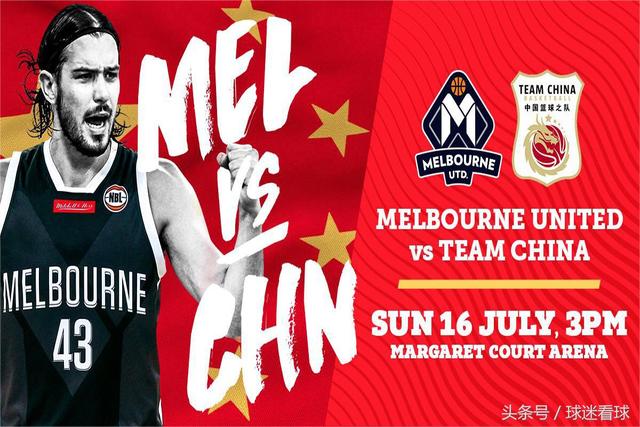 MEL
vs
CHN
NBL
MELBOURNE
43
MELBOURNE
UTD.
TEAM CHINA
BASKETBALL
中国篮球之队
MELBOURNE UNITED
vs TEAM CHINA
SUN 16 JULY, 3PM
MARGARET COURT ARENA
头条号 / 球迷看球